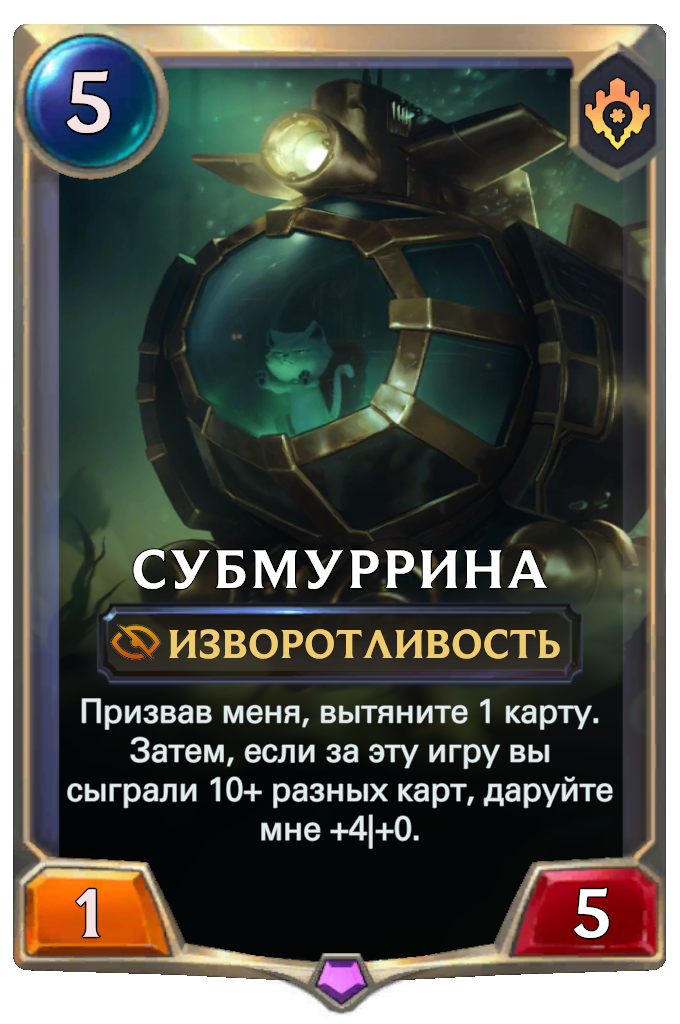 5
СУБМУРРИНА
ИЗВОРОТЛИВОСТЬ
Призвав меня, вытяните 1 карту.
Затем, если за эту игру вы
сыграли 10+ разных карт, даруйте
мне +4|+0.
1
5